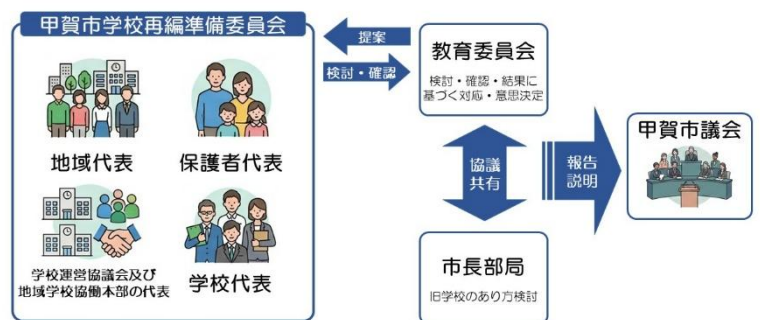 甲賀市学校再編準備委員会
地域代表
保護者代表
学校運営協議会及び
地域学校協働本部の代表
学校代表
提案
検討・確認
教育委員会
検討・確認・結果に
基づく対応・意思決定
協議
共有
報告
説明
甲賀市議会
市長部局
旧学校のあり方検討